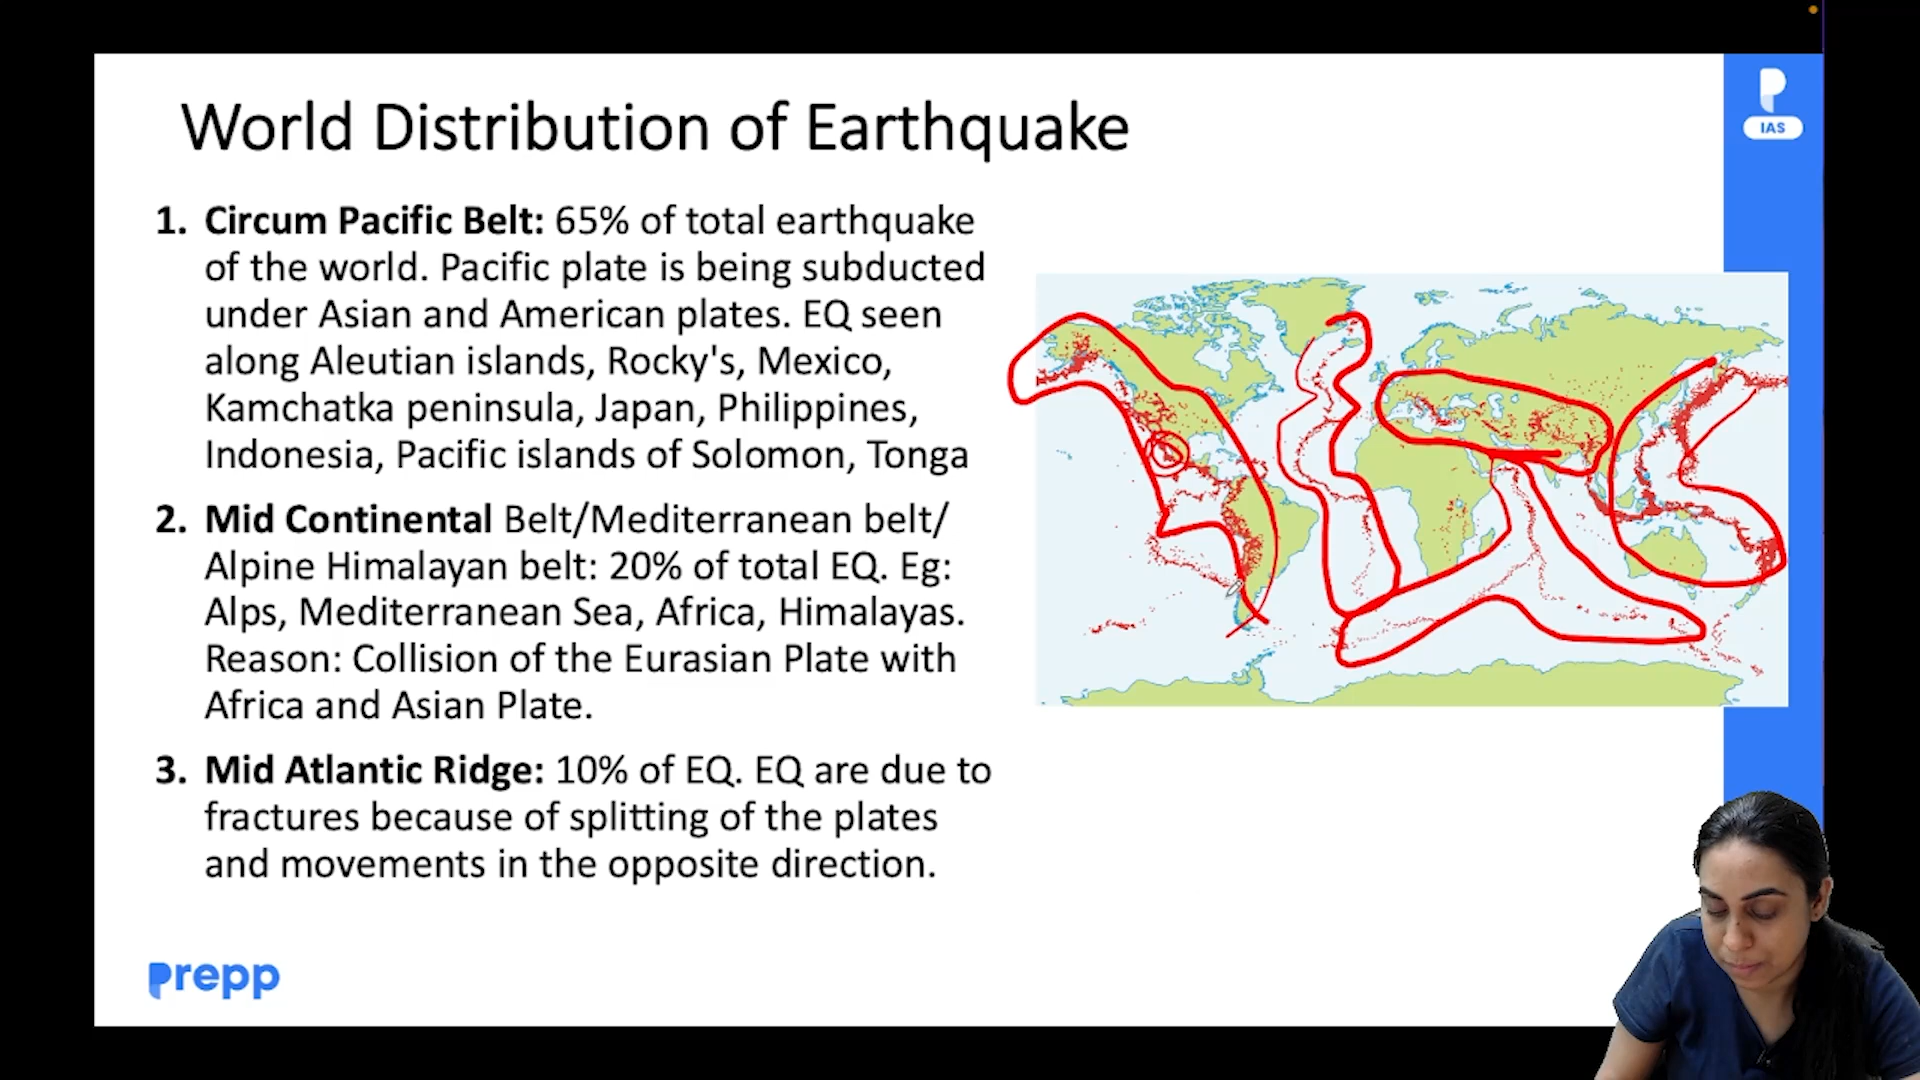 IAS
World Distribution of Earthquake
1. Circum Pacific Belt: 65% of total earthquake
of the world. Pacific plate is being subducted
under Asian and American plates. EQ seen
along Aleutian islands, Rocky's, Mexico,
Kamchatka peninsula, Japan, Philippines,
Indonesia, Pacific islands of Solomon, Tonga
2. Mid Continental Belt/Mediterranean belt/
Alpine Himalayan belt: 20% of total EQ. Eg:
Alps, Mediterranean Sea, Africa, Himalayas.
Reason: Collision of the Eurasian Plate with
Africa and Asian Plate.
3. Mid Atlantic Ridge: 10% of EQ. EQ are due to
fractures because of splitting of the plates
and movements in the opposite direction.
prepp